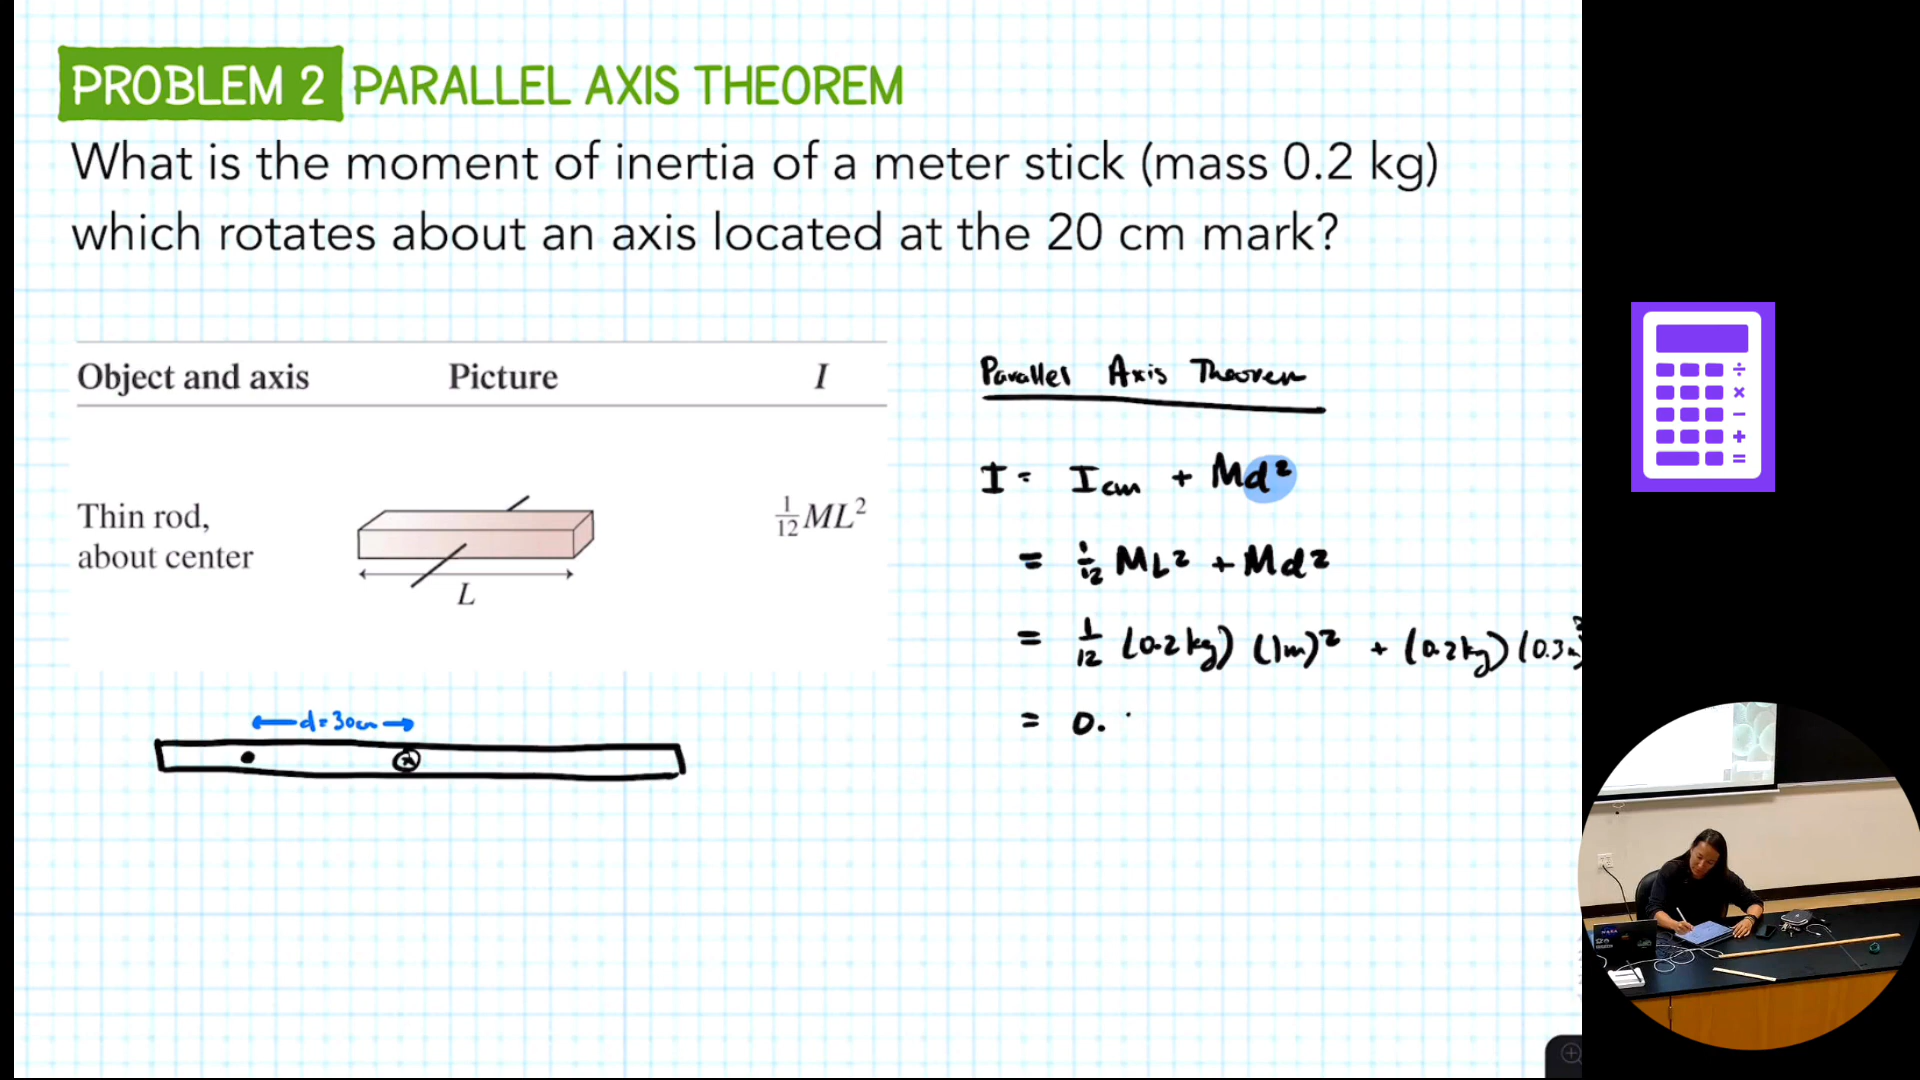 PROBLEM 2 PARALLEL AXIS THEOREM
What is the moment of inertia of a meter stick (mass 0.2 kg)
which rotates about an axis located at the 20 cm mark?
Object and axis Picture I
Thin rod,
about center
L
1/12 ML²
d=30cm
Parallel Axis Theorem
I = Icm + Md²
= 1/12 ML² + Md²
= 1/12 (0.2kg) (1m)² + (0.2kg) (0.3m)²
= 0.
÷
×
−
+
=